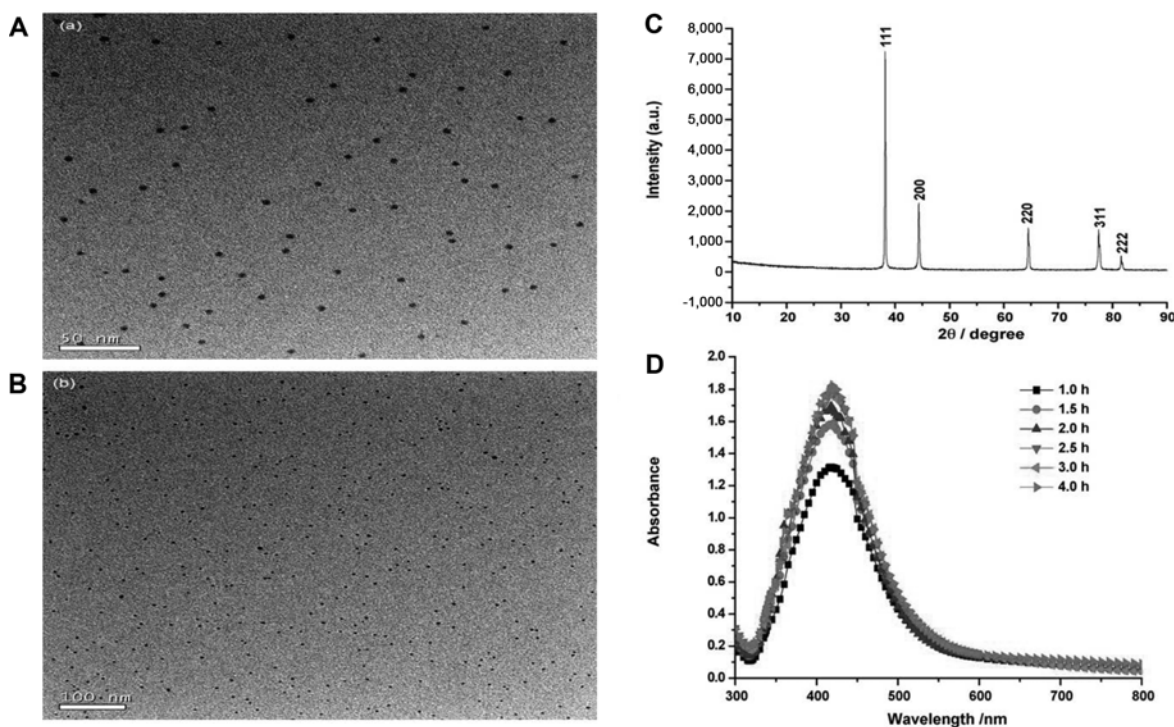 A
(a)
50 nm
B
(b)
100 nm
C
8,000
7,000
6,000
5,000
4,000
3,000
2,000
1,000
0
-1,000
Intensity (a.u.)
111
200
220
311
222
10 20 30 40 50 60 70 80 90
2θ / degree
D
2.0
1.8
1.6
1.4
1.2
1.0
0.8
0.6
0.4
0.2
0.0
Absorbance
1.0 h
1.5 h
2.0 h
2.5 h
3.0 h
4.0 h
300 400 500 600 700 800
Wavelength /nm